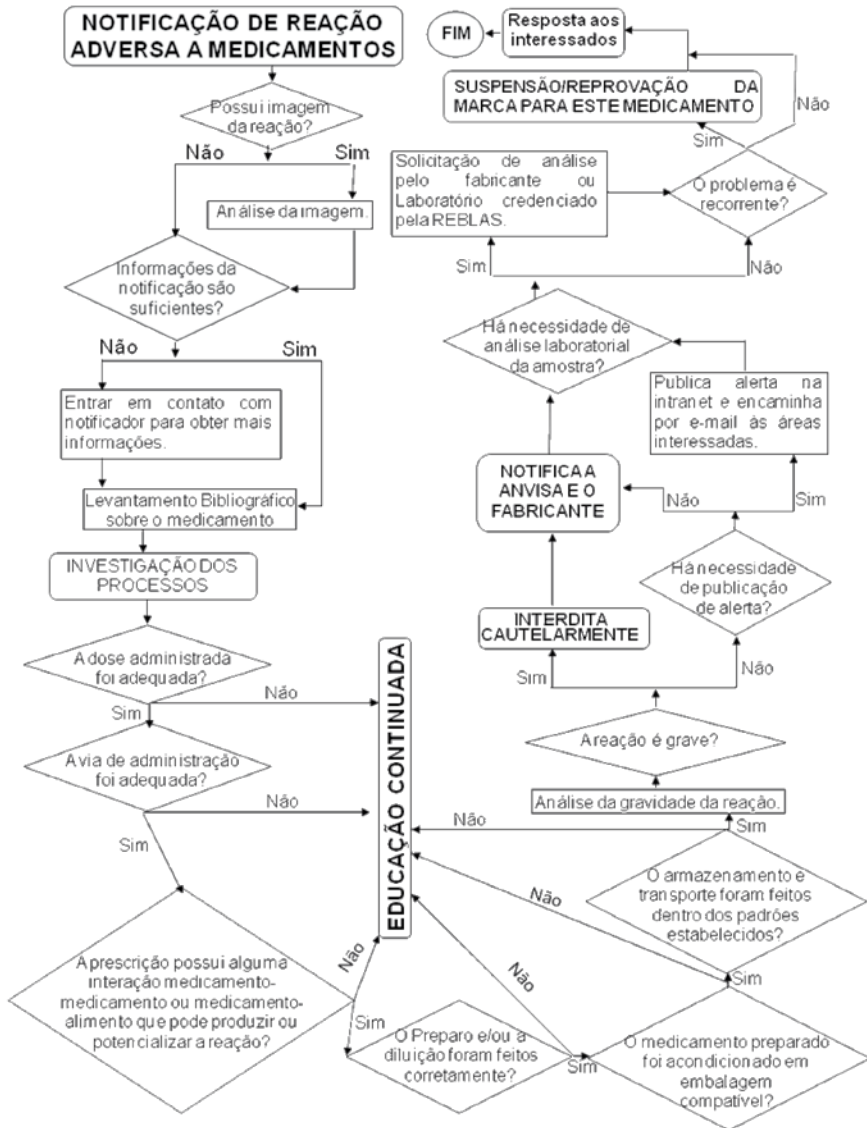 NOTIFICAÇÃO DE REAÇÃO
ADVERSA A MEDICAMENTOS
Possui imagem
da reação?
Não
Sim
Análise da imagem.
Informações da
notificação são
suficientes?
Não
Sim
Entrar em contato com
notificador para obter mais
informações.
Levantamento Bibliográfico
sobre o medicamento
INVESTIGAÇÃO DOS
PROCESSOS
A dose administrada
foi adequada?
Não
Sim
A via de administração
foi adequada?
Não
Sim
A prescrição possui alguma
interação medicamento-
medicamento ou medicamento-
alimento que pode produzir ou
potencializar a reação?
Não
Sim
EDUCAÇÃO CONTINUADA
O Preparo e/ou a
diluição foram feitos
corretamente?
Não
Sim
O medicamento preparado
foi acondicionado em
embalagem
compatível?
Não
Sim
O armazenamento e
transporte foram feitos
dentro dos padrões
estabelecidos?
Não
Sim
Análise da gravidade da reação.
A reação é grave?
Sim
Não
INTERDITA
CAUTELARMENTE
Há necessidade
de publicação
de alerta?
Não
Sim
NOTIFICA A
ANVISA E O
FABRICANTE
Publica alerta na
intranet e encaminha
por e-mail às áreas
interessadas.
Há necessidade de
análise laboratorial
da amostra?
Sim
Não
Solicitação de análise
pelo fabricante ou
Laboratório credenciado
pela REBLAS.
O problema é
recorrente?
Sim
Não
SUSPENSÃO/REPROVAÇÃO DA
MARCA PARA ESTE MEDICAMENTO
Resposta aos
interessados
FIM